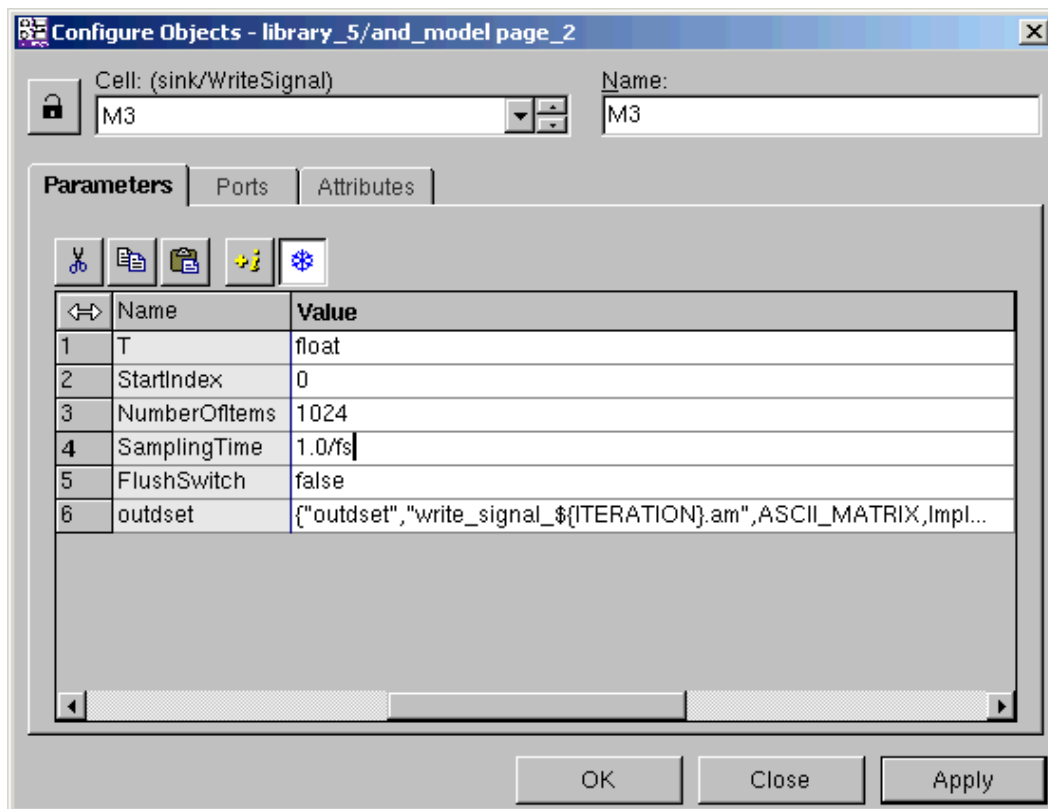 Configure Objects - library_5/and_model page_2
Cell: (sink/WriteSignal)
Name:
M3
M3
Parameters
Ports
Attributes
Name Value
1 T float
2 StartIndex 0
3 NumberOfItems 1024
4 SamplingTime 1.0/fs
5 FlushSwitch false
6 outdset {"outdset","write_signal_${ITERATION}.am",ASCII_MATRIX,Impl...
OK
Close
Apply